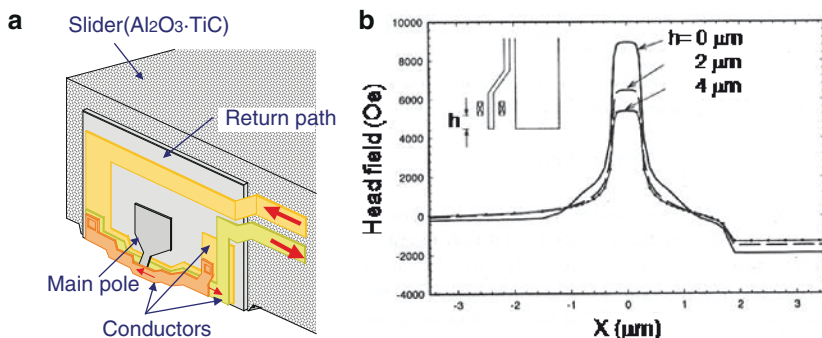 a
Slider(Al2O3·TiC)
Return path
Main pole
Conductors
b
10000
8000
6000
4000
2000
0
-2000
-4000
Head field (Oe)
h
h= 0 μm
2 μm
4 μm
-3
-2
-1
0
1
2
3
X (μm)